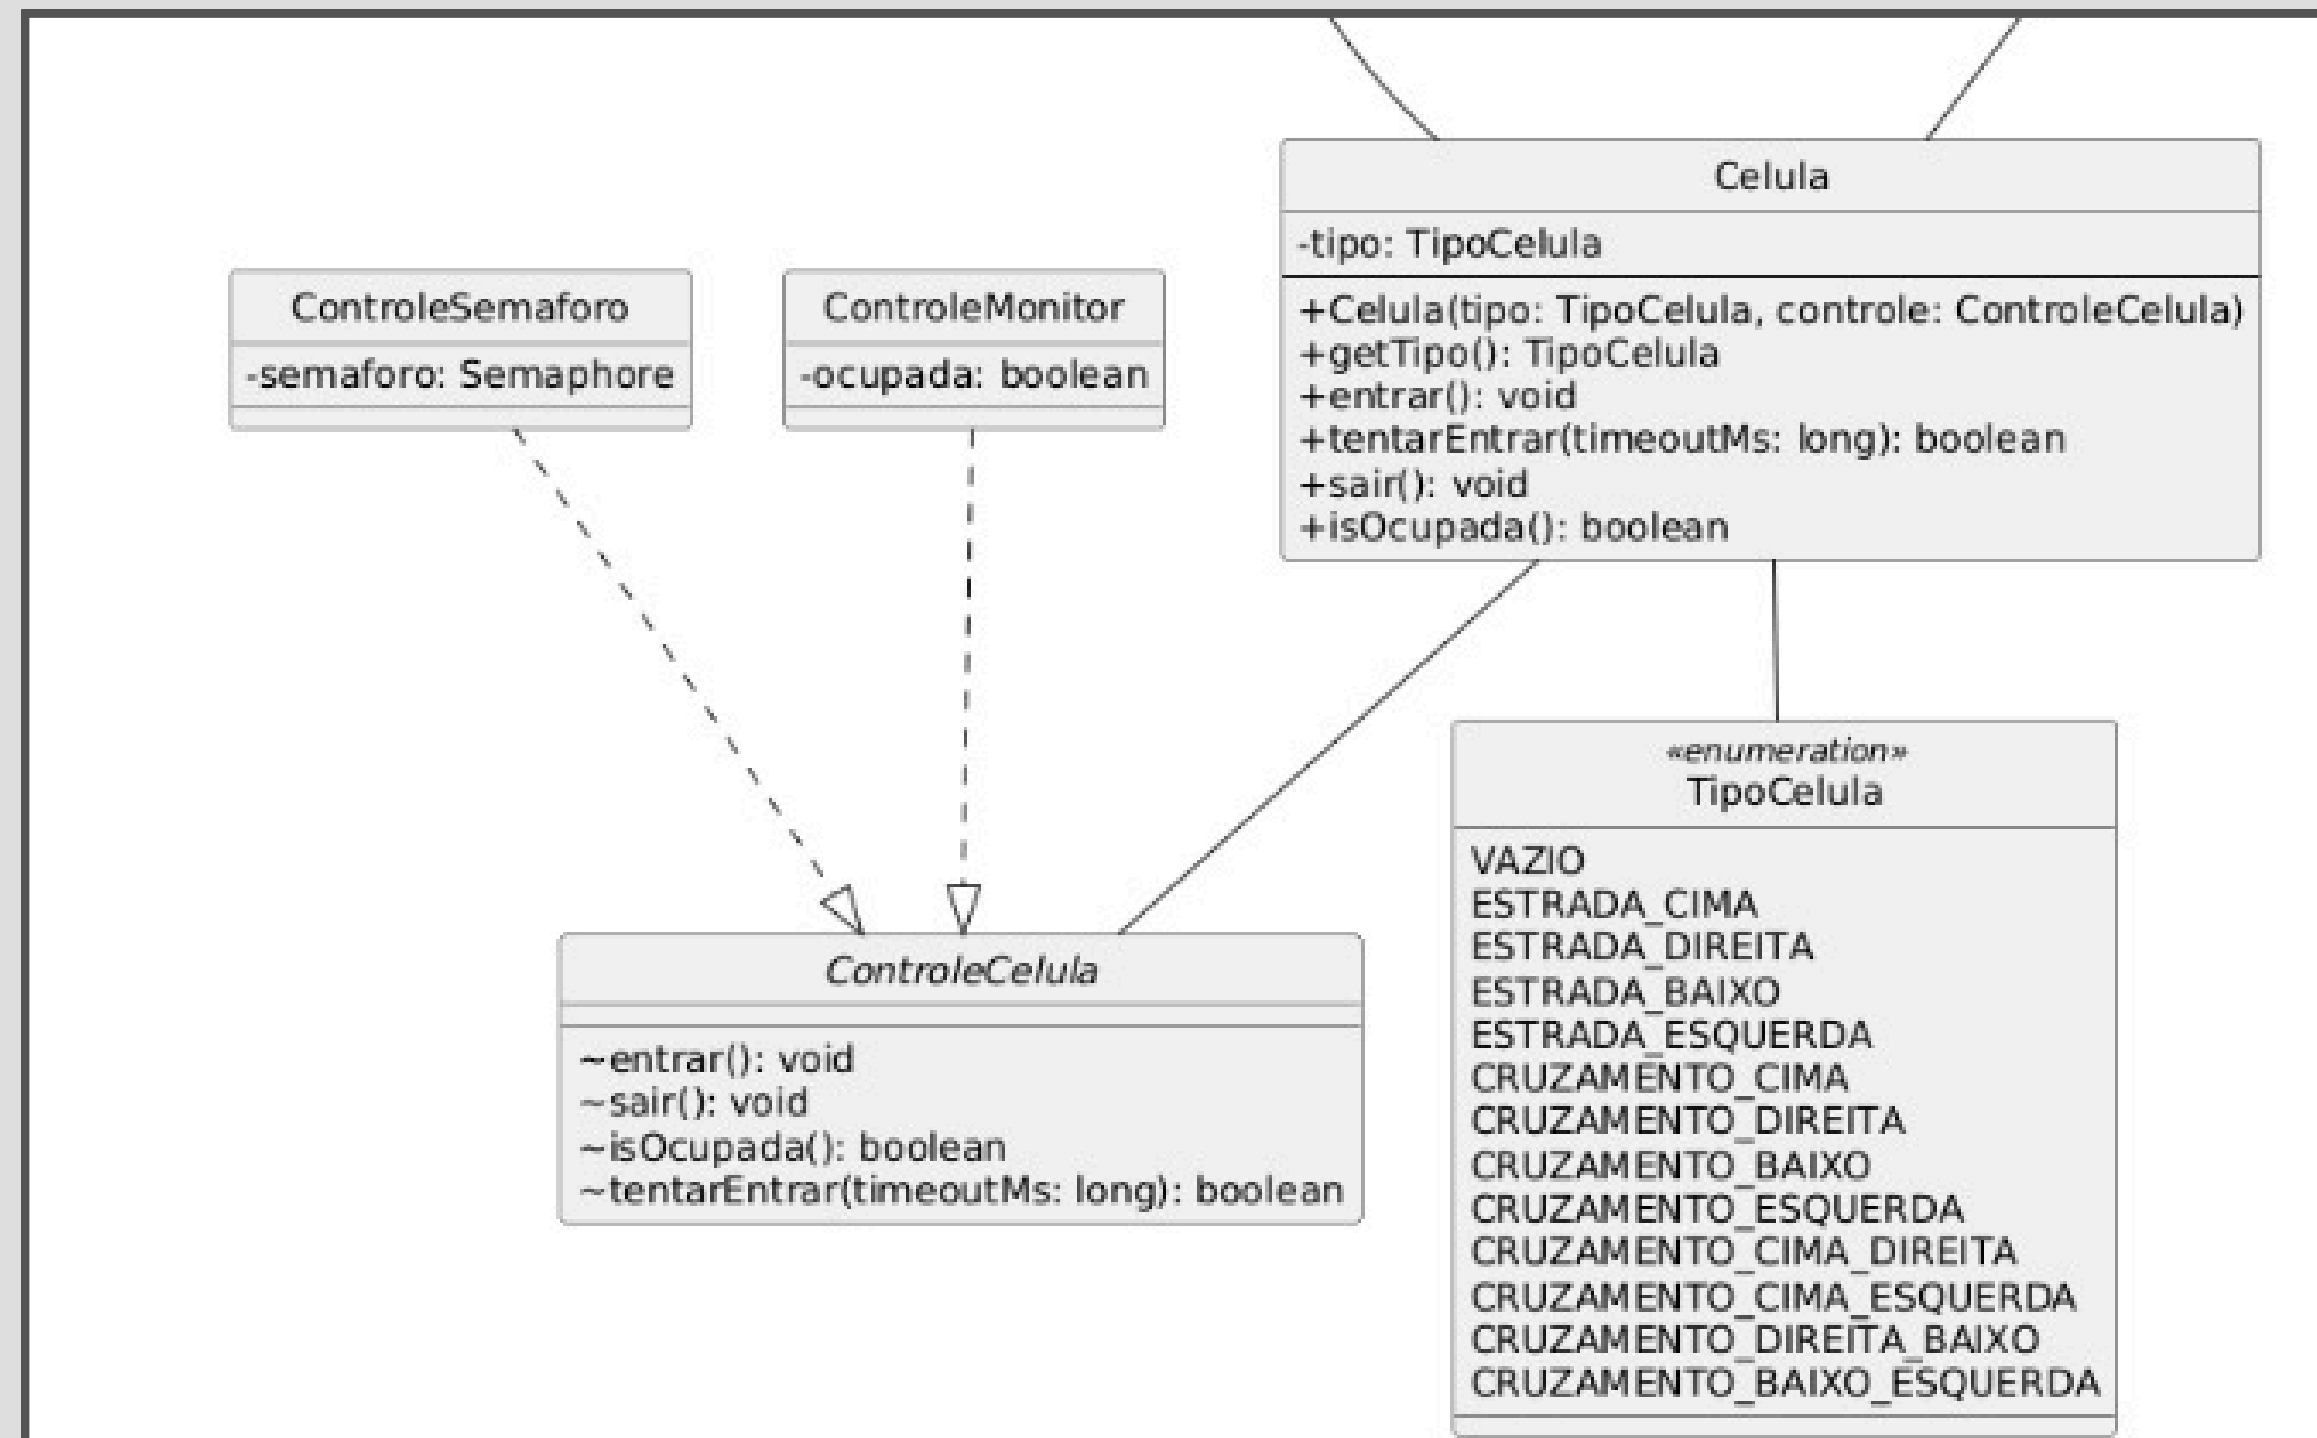 Celula
-tipo: TipoCelula
+Celula(tipo: TipoCelula, controle: ControleCelula)
+getTipo(): TipoCelula
+entrar(): void
+tentarEntrar(timeoutMs: long): boolean
+sair(): void
+isOcupada(): boolean
ControleSemaforo
-semaforo: Semaphore
ControleMonitor
-ocupada: boolean
«enumeration»
TipoCelula
VAZIO
ESTRADA_CIMA
ESTRADA_DIREITA
ESTRADA_BAIXO
ESTRADA_ESQUERDA
CRUZAMENTO_CIMA
CRUZAMENTO_DIREITA
CRUZAMENTO_BAIXO
CRUZAMENTO_ESQUERDA
CRUZAMENTO_CIMA_DIREITA
CRUZAMENTO_CIMA_ESQUERDA
CRUZAMENTO_DIREITA_BAIXO
CRUZAMENTO_BAIXO_ESQUERDA
ControleCelula
~entrar(): void
~sair(): void
~isOcupada(): boolean
~tentarEntrar(timeoutMs: long): boolean